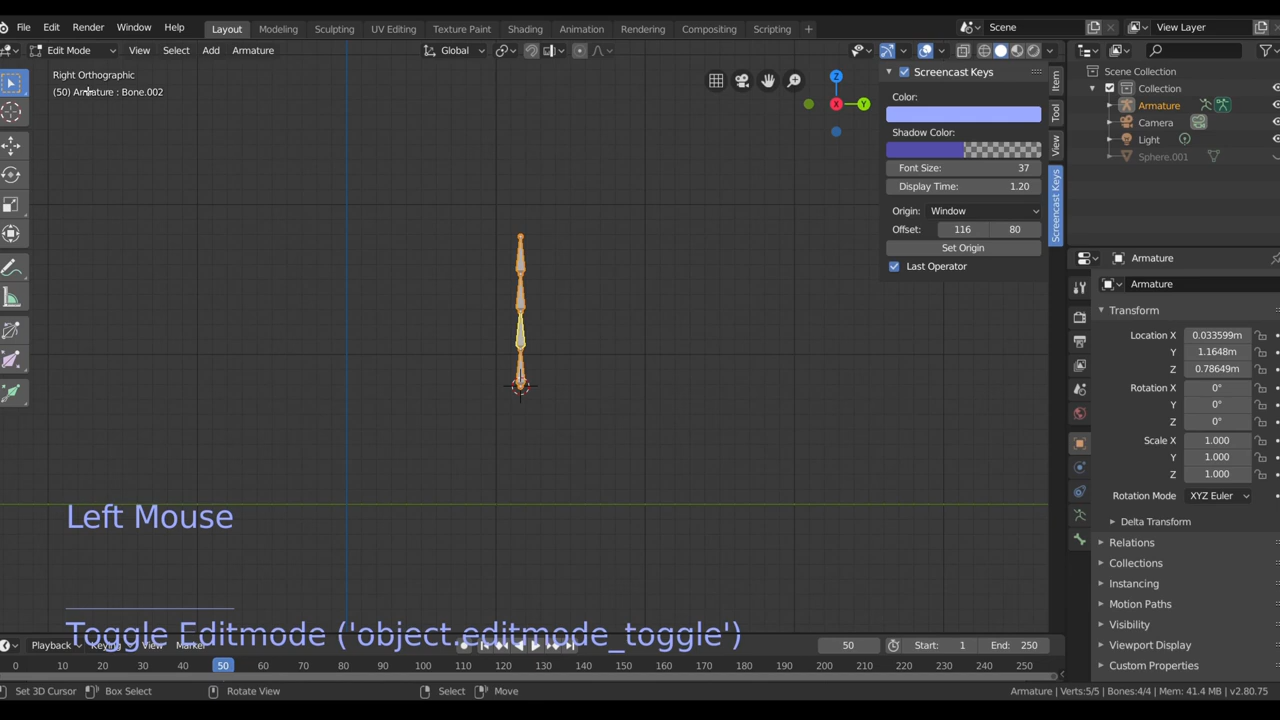 File Edit Render Window Help Layout Modeling Sculpting UV Editing Texture Paint Shading Animation Rendering Compositing Scripting + Scene View Layer
Edit Mode View Select Add Armature Global
Right Orthographic
(50) Armature : Bone.002
Screencast Keys
Color:
Shadow Color:
Font Size: 37
Display Time: 1.20
Origin: Window
Offset: 116 80
Set Origin
Last Operator
Item
Tool
View
Screencast Keys
X
Y
Z
Scene Collection
Collection
Armature
Camera
Light
Sphere.001
Armature
Armature
Transform
Location X 0.033599m
Y 1.1648m
Z 0.78649m
Rotation X 0°
Y 0°
Z 0°
Scale X 1.000
Y 1.000
Z 1.000
Rotation Mode XYZ Euler
Delta Transform
Relations
Collections
Instancing
Motion Paths
Visibility
Viewport Display
Custom Properties
Left Mouse
Toggle Editmode ('object.editmode_toggle')
Playback Keying View Marker 50 Start: 1 End: 250
0 10 20 30 40 50 60 70 80 90 100 110 120 130 140 150 160 170 180 190 200 210 220 230 240 250
Set 3D Cursor Box Select Rotate View Select Move Armature | Verts:5/5 | Bones:4/4 | Mem: 41.4 MB | v2.80.75